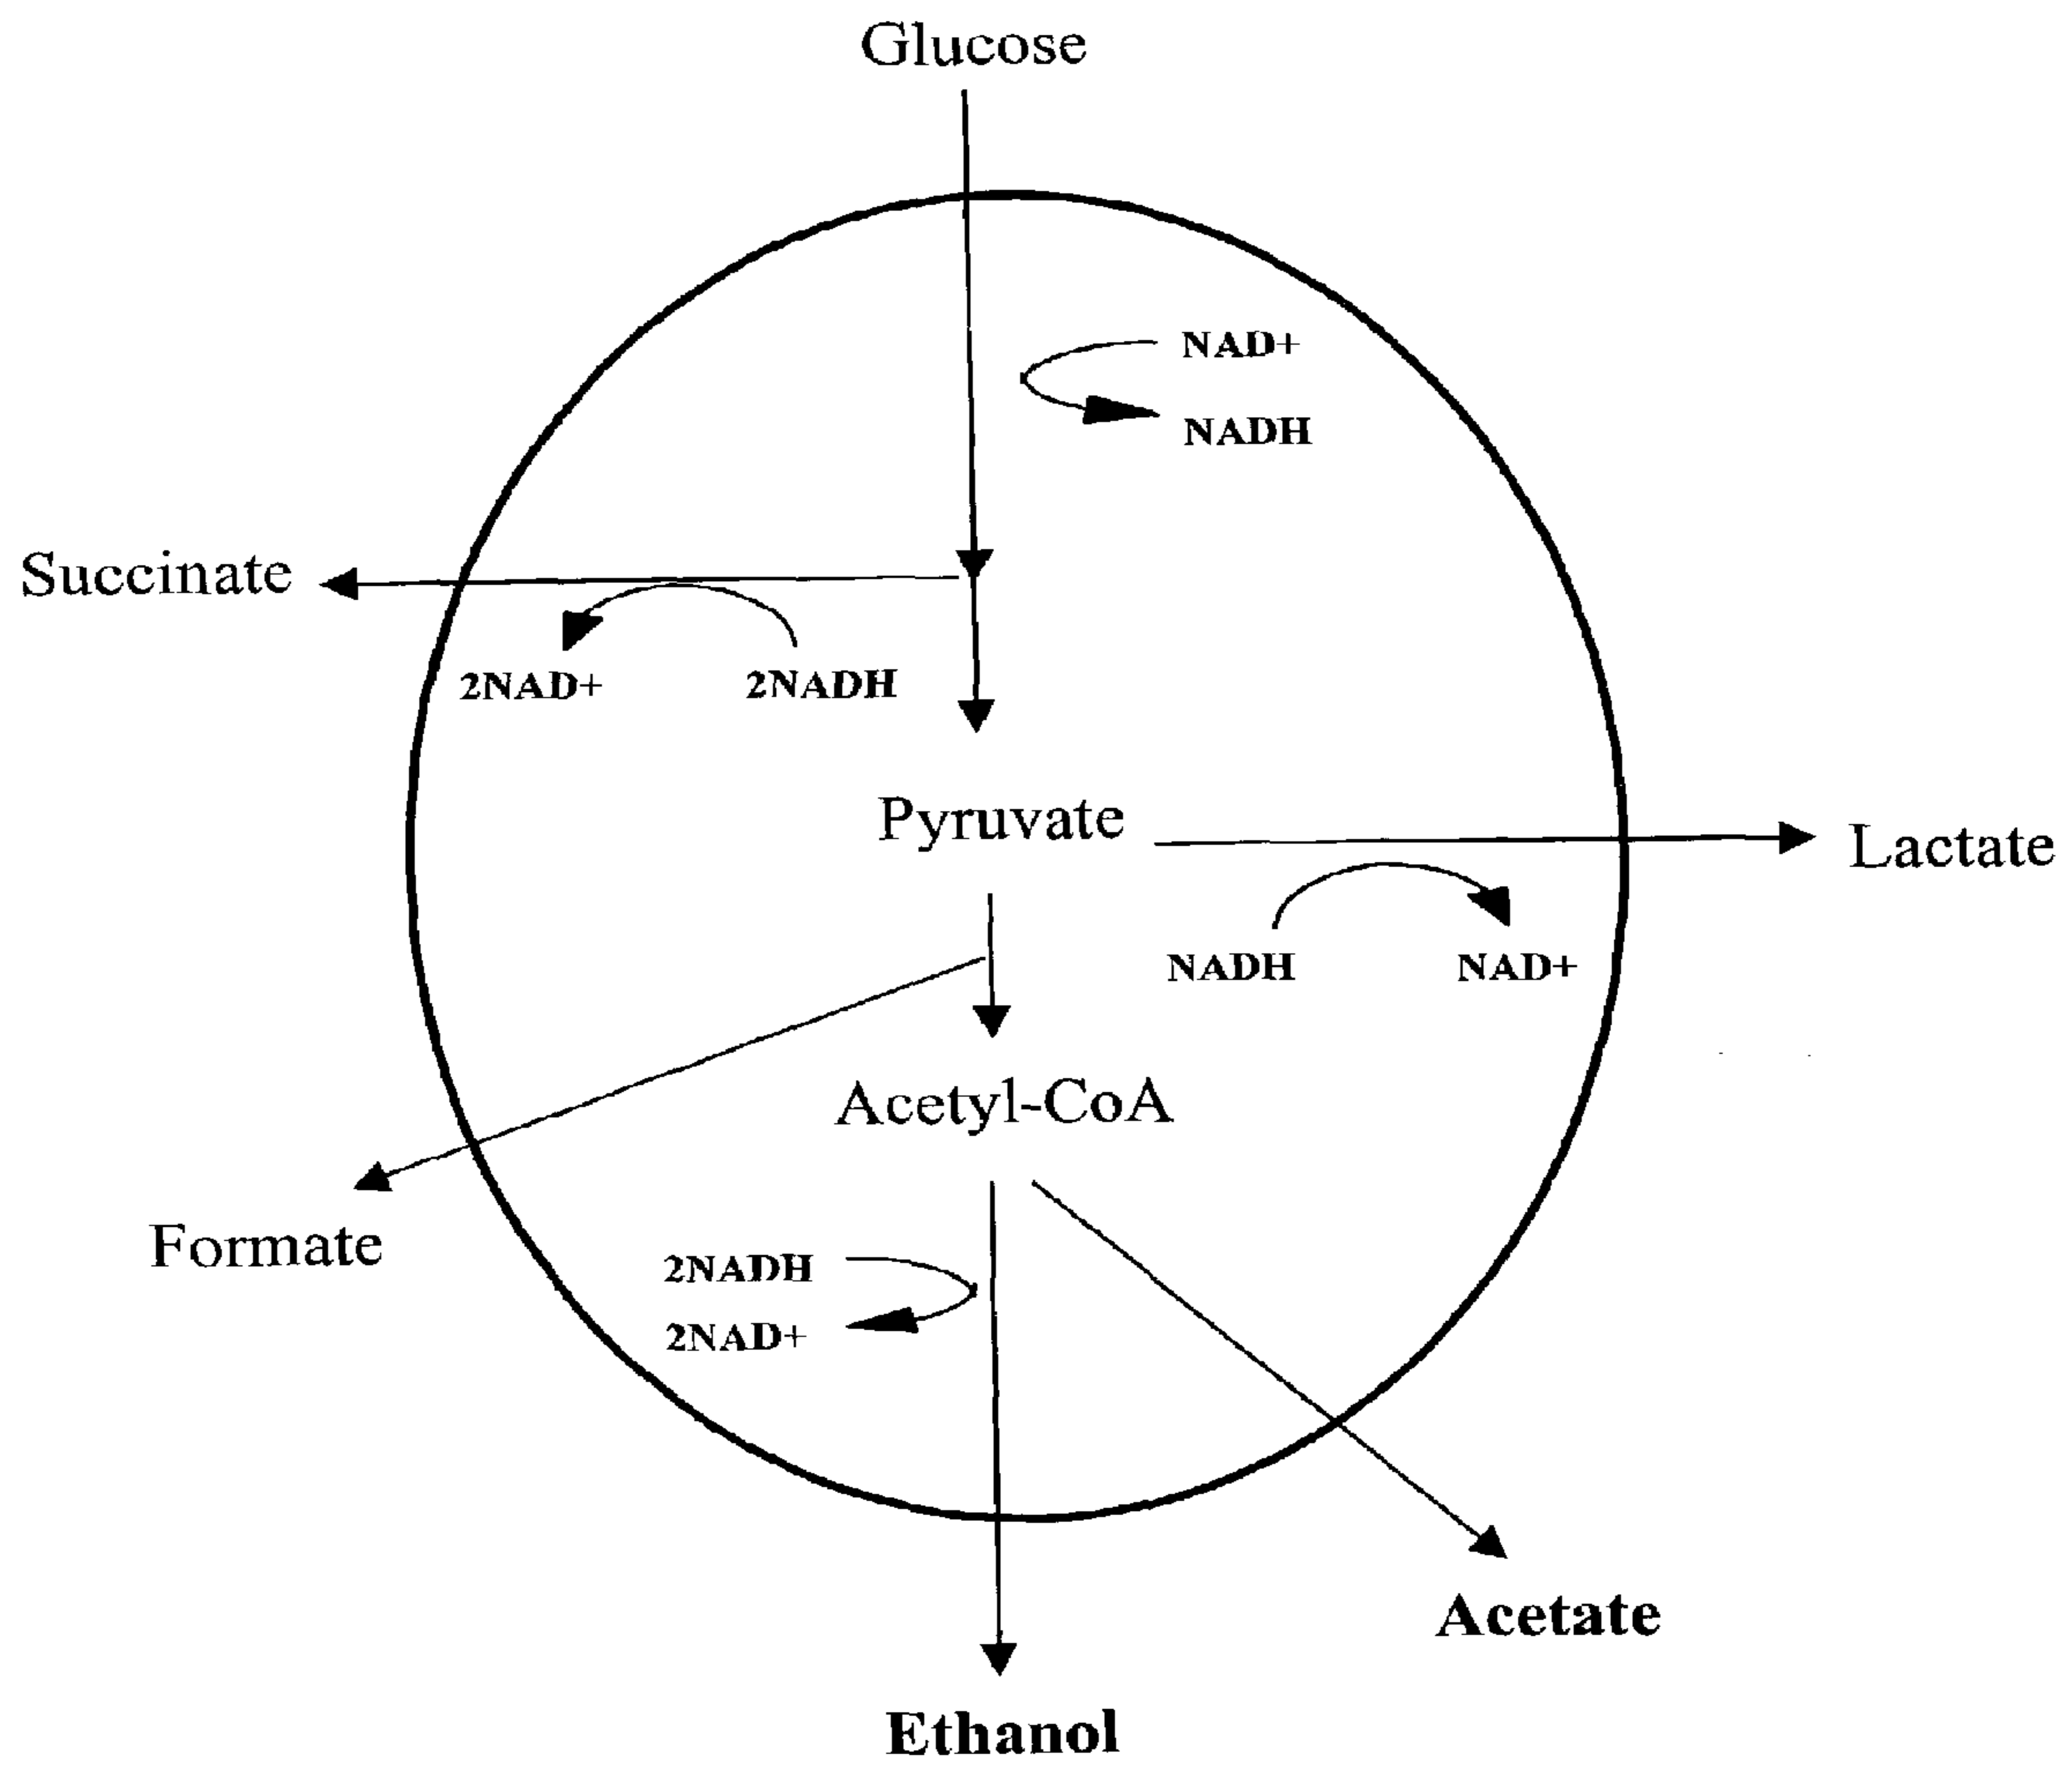 Glucose
NAD+
NADH
Succinate
2NAD+ 2NADH
Pyruvate
Lactate
NADH NAD+
Acetyl-CoA
Formate
2NADH
2NAD+
Acetate
Ethanol